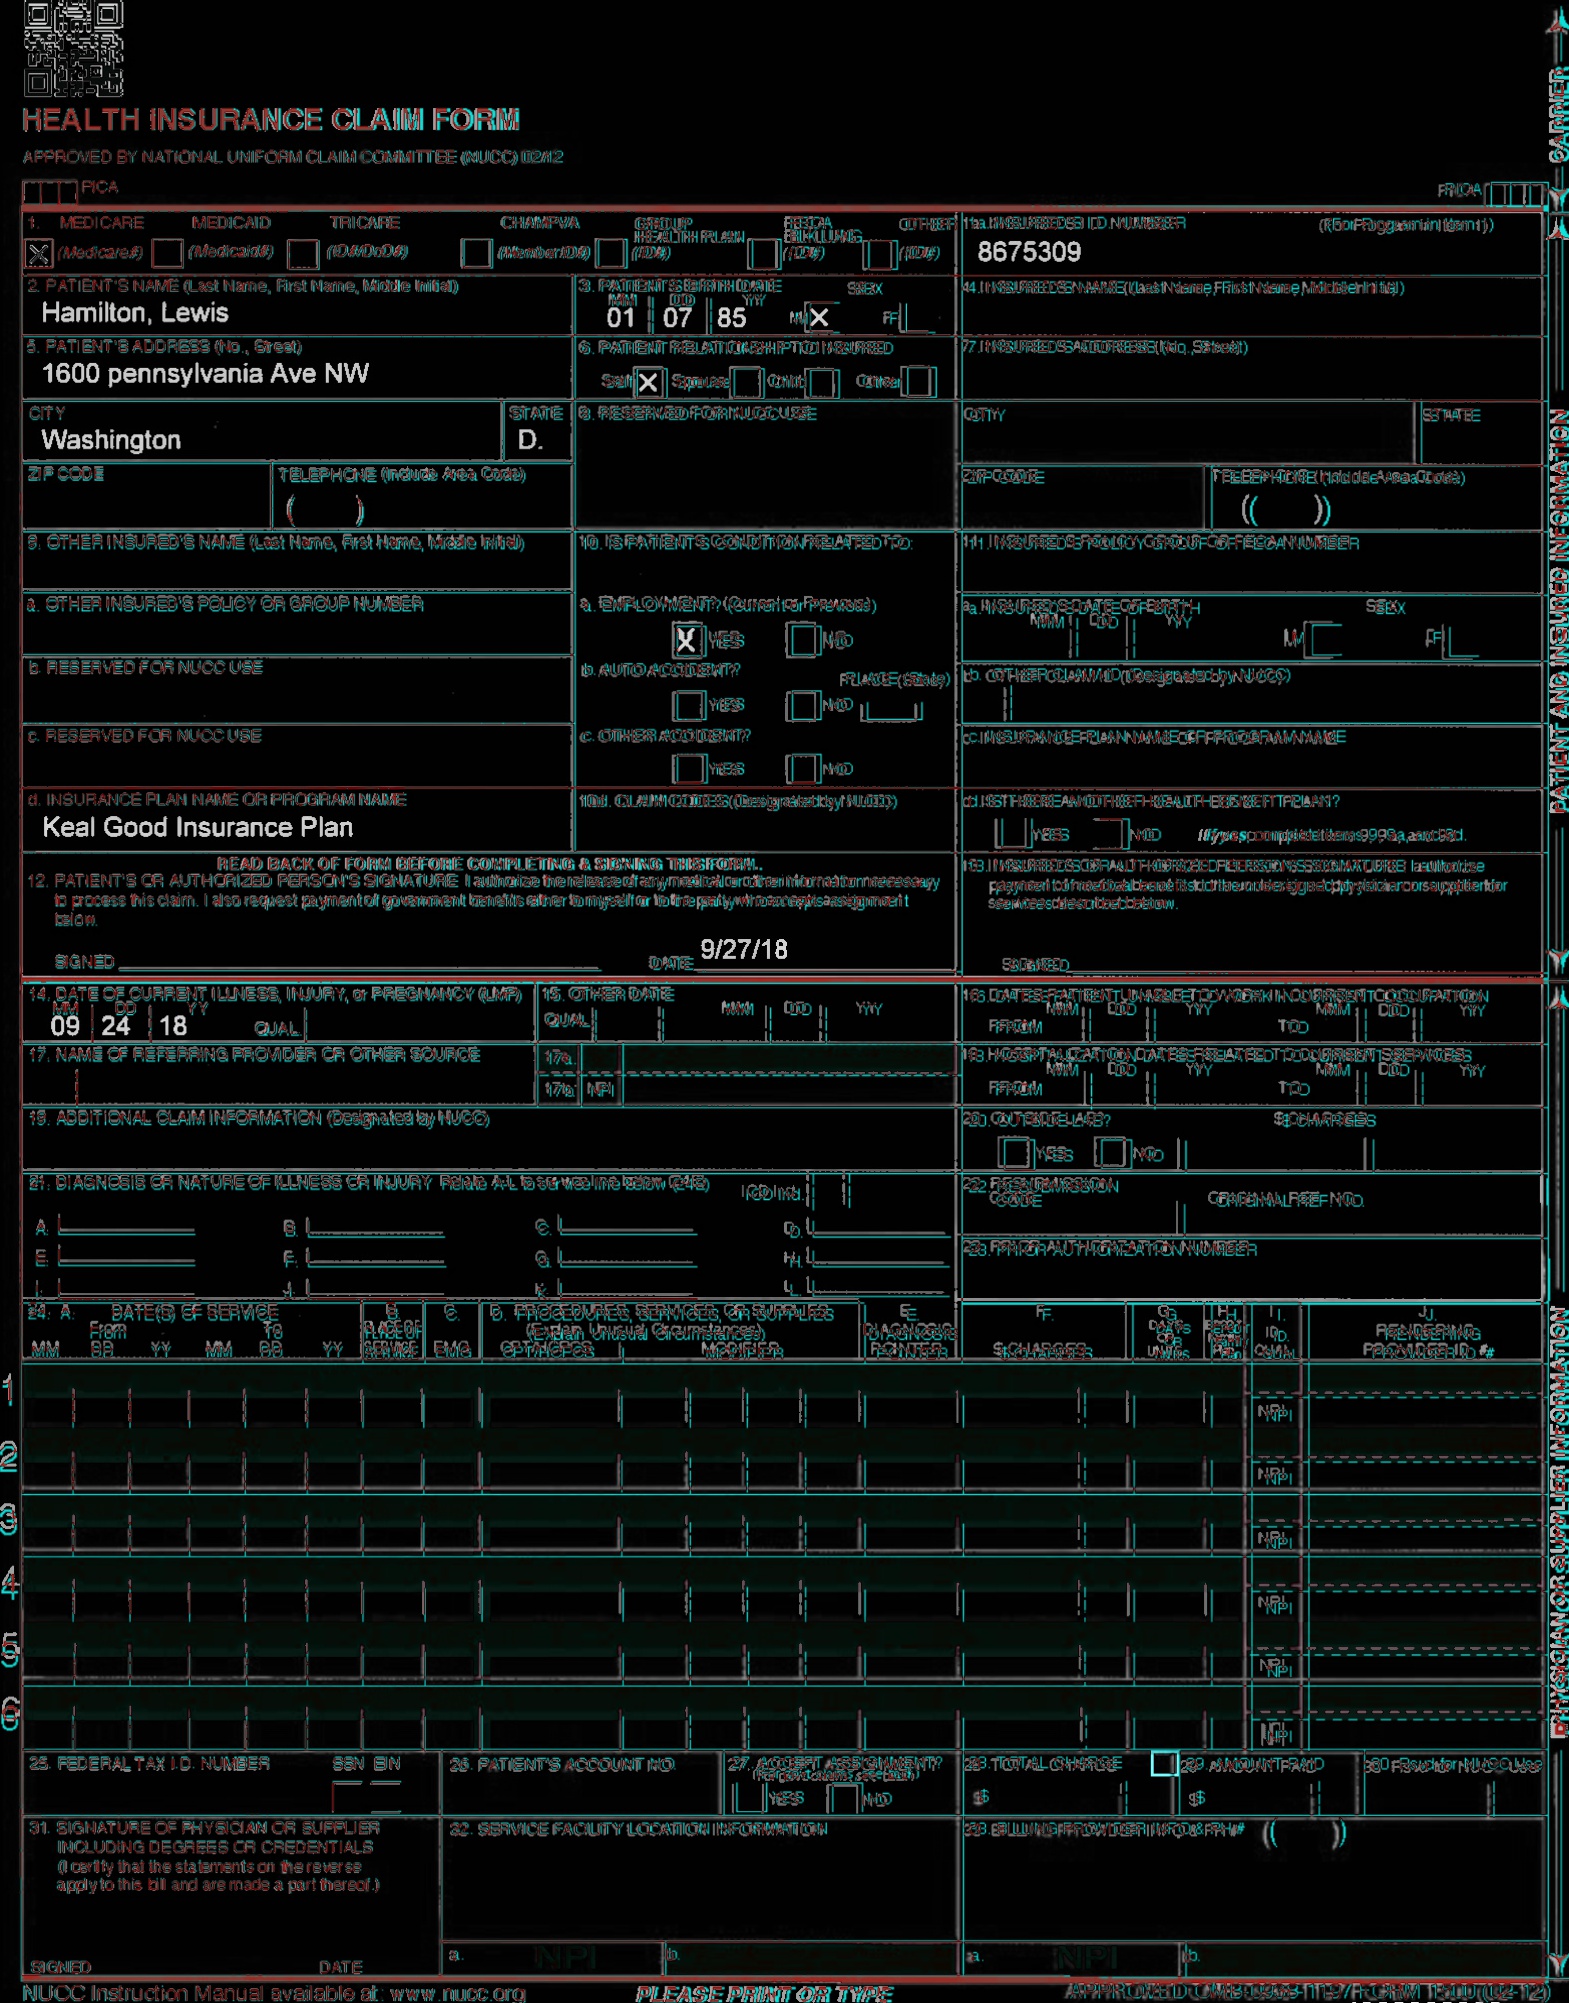 HEALTH INSURANCE CLAIM FORM
APPROVED BY NATIONAL UNIFORM CLAIM COMMITTEE (NUCC) 02/12
PICA
PICA
CARRIER
1. MEDICARE MEDICAID TRICARE CHAMPVA GROUP HEALTH PLAN FECA BLK LUNG OTHER
X (Medicare#) (Medicaid#) (ID#/DoD#) (Member ID#) (ID#) (ID#) (ID#)
1a. INSURED'S I.D. NUMBER (For Program in Item 1)
8675309
2. PATIENT'S NAME (Last Name, First Name, Middle Initial)
Hamilton, Lewis
3. PATIENT'S BIRTH DATE SEX
MM DD YY
01 07 85 M X F
4. INSURED'S NAME (Last Name, First Name, Middle Initial)
5. PATIENT'S ADDRESS (No., Street)
1600 pennsylvania Ave NW
6. PATIENT RELATIONSHIP TO INSURED
Self X Spouse Child Other
7. INSURED'S ADDRESS (No., Street)
CITY STATE
Washington D.
8. RESERVED FOR NUCC USE
CITY STATE
ZIP CODE TELEPHONE (Include Area Code)
( )
ZIP CODE TELEPHONE (Include Area Code)
( )
9. OTHER INSURED'S NAME (Last Name, First Name, Middle Initial)
10. IS PATIENT'S CONDITION RELATED TO:
11. INSURED'S POLICY GROUP OR FECA NUMBER
a. OTHER INSURED'S POLICY OR GROUP NUMBER
a. EMPLOYMENT? (Current or Previous)
X YES NO
a. INSURED'S DATE OF BIRTH SEX
MM DD YY M F
b. RESERVED FOR NUCC USE
b. AUTO ACCIDENT? PLACE (State)
YES NO
b. OTHER CLAIM ID (Designated by NUCC)
c. RESERVED FOR NUCC USE
c. OTHER ACCIDENT?
YES NO
c. INSURANCE PLAN NAME OR PROGRAM NAME
d. INSURANCE PLAN NAME OR PROGRAM NAME
Keal Good Insurance Plan
10d. CLAIM CODES (Designated by NUCC)
d. IS THERE ANOTHER HEALTH BENEFIT PLAN?
YES NO If yes, complete items 9, 9a, and 9d.
PATIENT AND INSURED INFORMATION
READ BACK OF FORM BEFORE COMPLETING & SIGNING THIS FORM.
12. PATIENT'S OR AUTHORIZED PERSON'S SIGNATURE I authorize the release of any medical or other information necessary
to process this claim. I also request payment of government benefits either to myself or to the party who accepts assignment
below.
SIGNED DATE 9/27/18
13. INSURED'S OR AUTHORIZED PERSON'S SIGNATURE I authorize
payment of medical benefits to the undersigned physician or supplier for
services described below.
SIGNED
14. DATE OF CURRENT ILLNESS, INJURY, or PREGNANCY (LMP)
MM DD YY
09 24 18 QUAL.
15. OTHER DATE
QUAL. MM DD YY
16. DATES PATIENT UNABLE TO WORK IN CURRENT OCCUPATION
MM DD YY MM DD YY
FROM TO
17. NAME OF REFERRING PROVIDER OR OTHER SOURCE
17a.
17b. NPI
18. HOSPITALIZATION DATES RELATED TO CURRENT SERVICES
MM DD YY MM DD YY
FROM TO
19. ADDITIONAL CLAIM INFORMATION (Designated by NUCC)
20. OUTSIDE LAB? $ CHARGES
YES NO
21. DIAGNOSIS OR NATURE OF ILLNESS OR INJURY Relate A-L to service line below (24E) ICD Ind.
A. B. C. D.
E. F. G. H.
I. J. K. L.
22. RESUBMISSION CODE ORIGINAL REF. NO.
23. PRIOR AUTHORIZATION NUMBER
24. A. DATE(S) OF SERVICE
From To
MM DD YY MM DD YY
B. PLACE OF SERVICE
C. EMG
D. PROCEDURES, SERVICES, OR SUPPLIES
(Explain Unusual Circumstances)
CPT/HCPCS MODIFIER
E. DIAGNOSIS POINTER
F. $ CHARGES
G. DAYS OR UNITS
H. EPSDT Family Plan
I. ID. QUAL.
J. RENDERING PROVIDER ID. #
1 NPI
2 NPI
3 NPI
4 NPI
5 NPI
6 NPI
PHYSICIAN OR SUPPLIER INFORMATION
25. FEDERAL TAX I.D. NUMBER SSN EIN
26. PATIENT'S ACCOUNT NO.
27. ACCEPT ASSIGNMENT?
(For govt. claims, see back)
YES NO
28. TOTAL CHARGE
$
29. AMOUNT PAID
$
30. Rsvd for NUCC Use
31. SIGNATURE OF PHYSICIAN OR SUPPLIER
INCLUDING DEGREES OR CREDENTIALS
(I certify that the statements on the reverse
apply to this bill and are made a part thereof.)
SIGNED DATE
32. SERVICE FACILITY LOCATION INFORMATION
a. NPI b.
33. BILLING PROVIDER INFO & PH # ( )
a. NPI b.
NUCC Instruction Manual available at: www.nucc.org
PLEASE PRINT OR TYPE
APPROVED OMB-0938-1197 FORM 1500 (02-12)